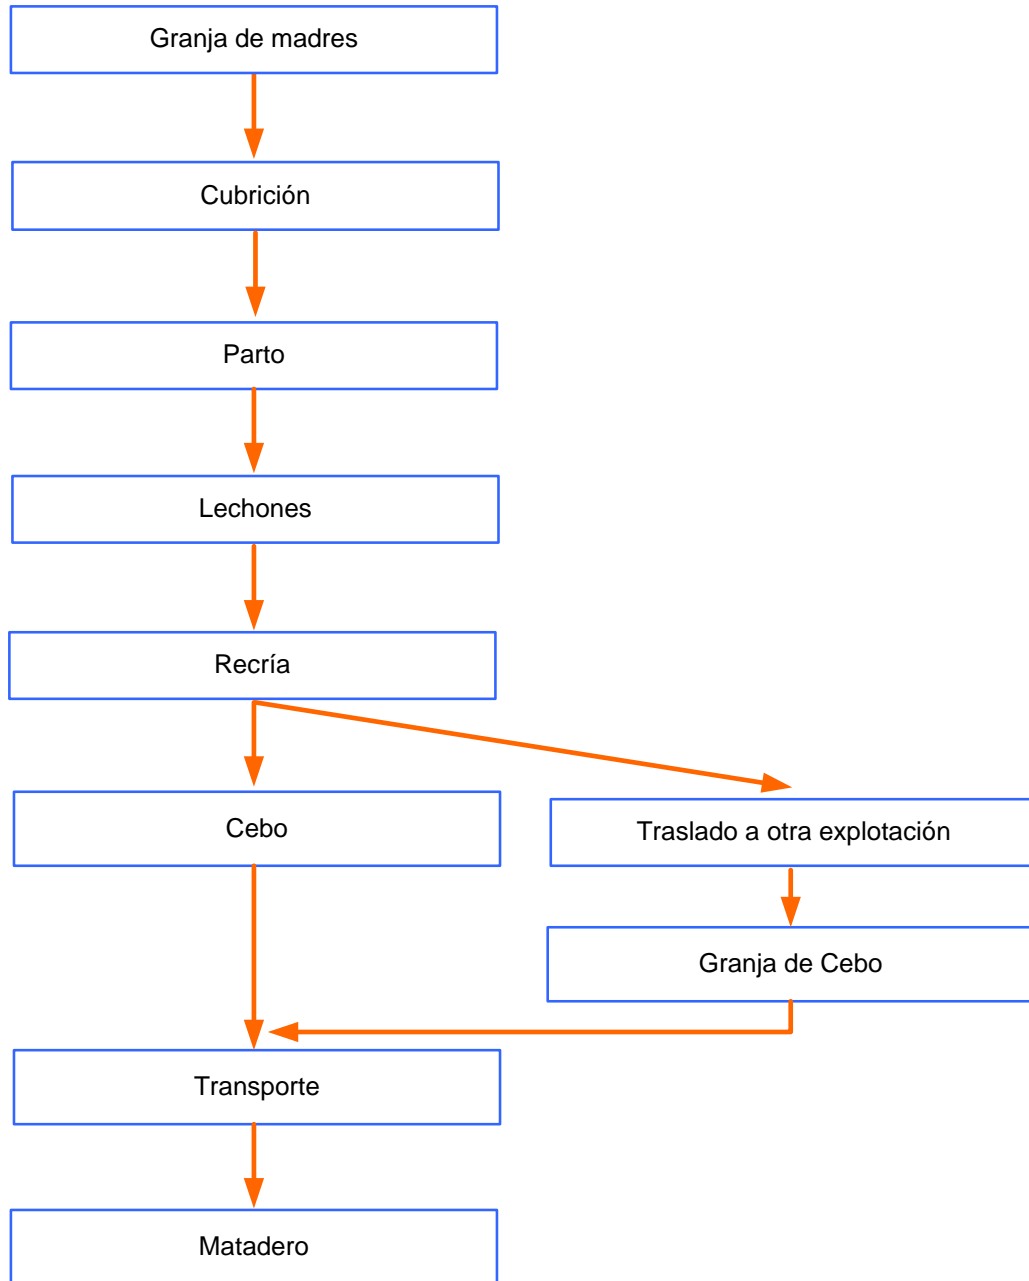 Granja de madres
Cubrición
Parto
Lechones
Recría
Cebo
Traslado a otra explotación
Granja de Cebo
Transporte
Matadero